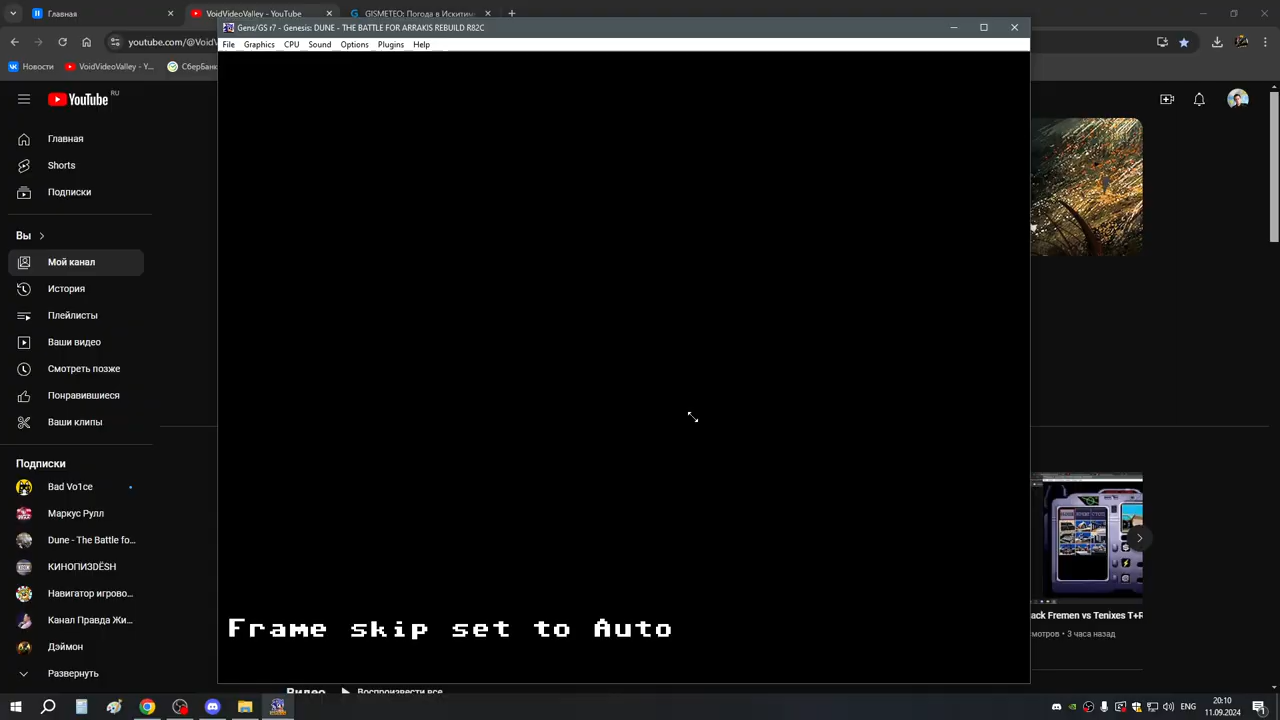 Пауза
VoidVideoValley - YouTube
GISMETEO: Погода в Искити
Gens/GS r7 - Genesis: DUNE - THE BATTLE FOR ARRAKIS REBUILD R82C
File Graphics CPU Sound Options Plugins Help
youtube.com/@Void
Новости
VoidVideoValley - Y...
СберБанк
YouTube RU
Главная
Shorts
Подписки
Вы
Мой канал
История
Плейлисты
Ваши видео
Смотреть позже
Понравившиеся
Ваши клипы
Подписки
Bad Vo1ce
Маркус Рулл
Dune - The Battle fo...
КИНОПИЗDËSH
Навигатор игрово...
Канал Правда Жи...
Дэймон
Развернуть
Frame skip set to Auto
ack Fremen vs Tenixes T+R
мотров • 3 часа назад
Видео
Воспроизвести все
20:10
11.09.2024